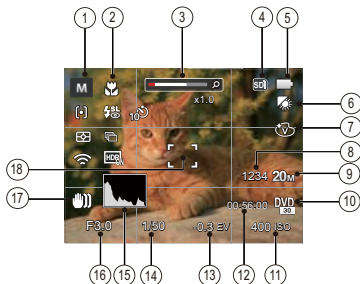 1 2 3 4 5
M SD
x1.0
SL
10
6
V 7
HDR
8
18
1234 20M 9
17
00:56:00 DVD 10
30
F3.0 1/50 -0.3 EV 400 ISO
16 15 14 13 12 11